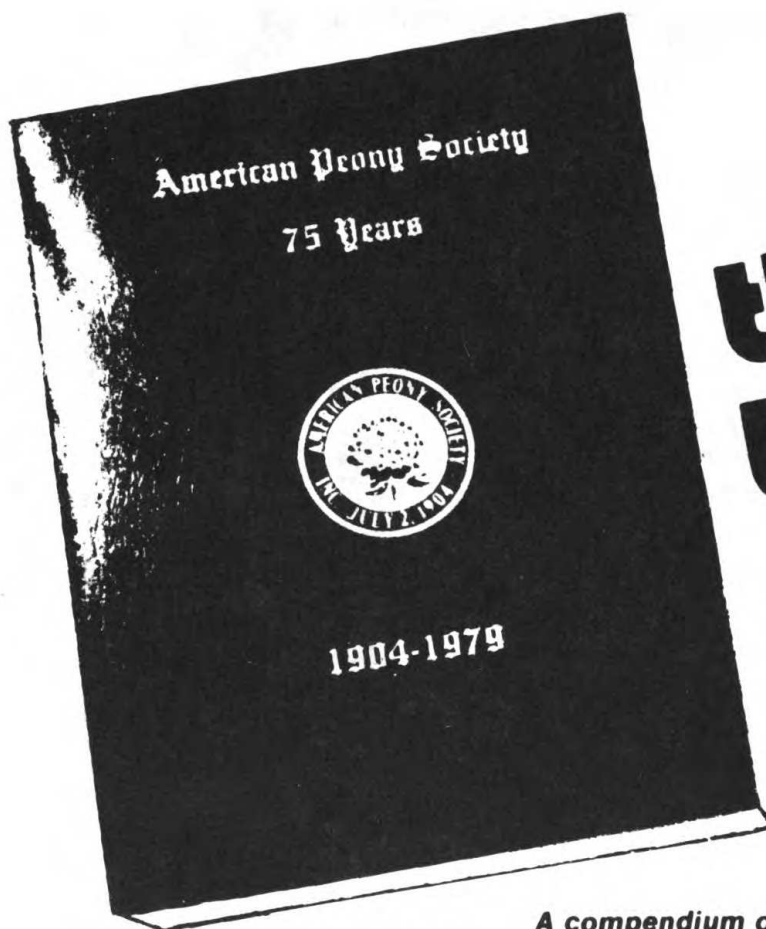 American Peony Society
75 Years
AMERICAN PEONY SOCIETY
INC JULY 2, 1904
1904-1979
A compendium